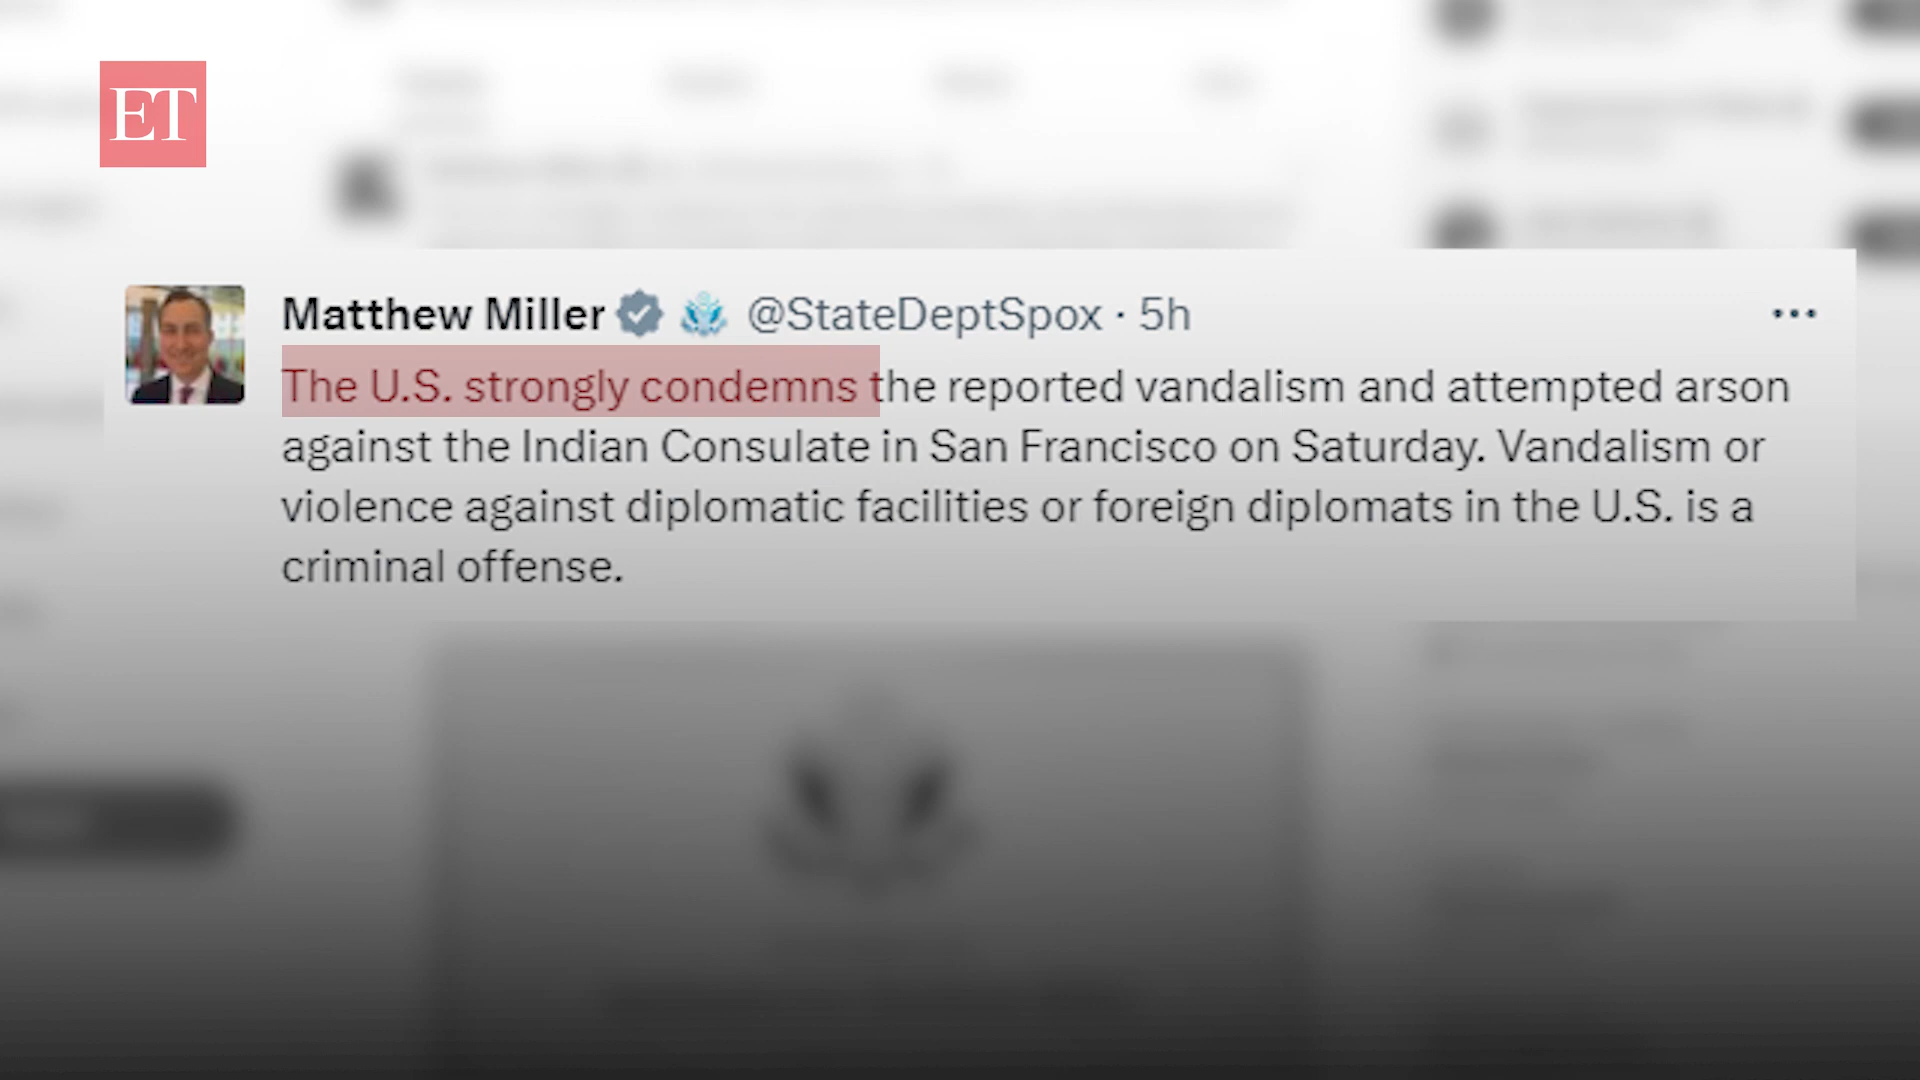 ET
Matthew Miller @StateDeptSpox · 5h
The U.S. strongly condemns the reported vandalism and attempted arson
against the Indian Consulate in San Francisco on Saturday. Vandalism or
violence against diplomatic facilities or foreign diplomats in the U.S. is a
criminal offense.